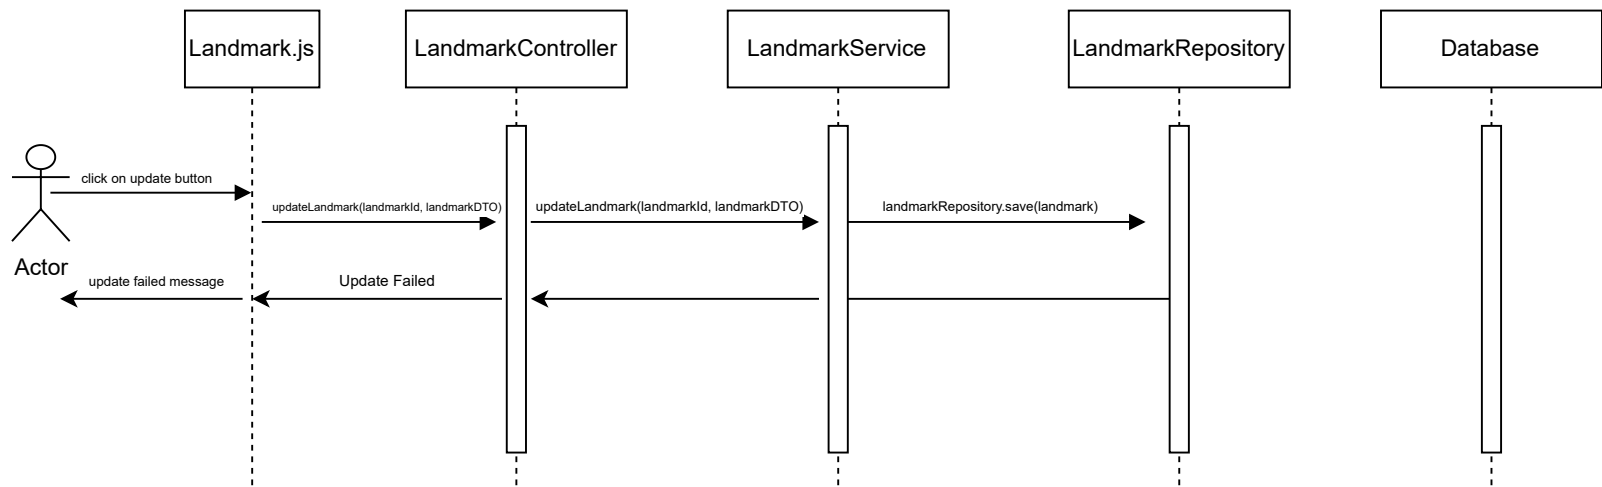 Landmark.js
LandmarkController
LandmarkService
LandmarkRepository
Database
click on update button
updateLandmark(landmarkId, landmarkDTO)
updateLandmark(landmarkId, landmarkDTO)
landmarkRepository.save(landmark)
Actor
update failed message
Update Failed